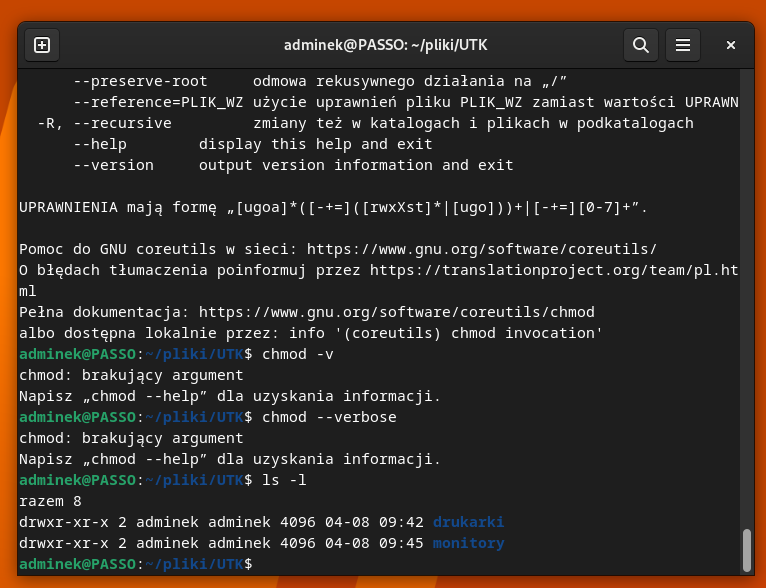 adminek@PASSO: ~/pliki/UTK
--preserve-root     odmowa rekusywnego działania na „/”
--reference=PLIK_WZ użycie uprawnień pliku PLIK_WZ zamiast wartości UPRAWN
-R, --recursive         zmiany też w katalogach i plikach w podkatalogach
--help        display this help and exit
--version     output version information and exit
UPRAWNIENIA mają formę „[ugoa]*([-+=]([rwxXst]*|[ugo]))+|[-+=][0-7]+”.
Pomoc do GNU coreutils w sieci: https://www.gnu.org/software/coreutils/
O błędach tłumaczenia poinformuj przez https://translationproject.org/team/pl.ht
ml
Pełna dokumentacja: https://www.gnu.org/software/coreutils/chmod
albo dostępna lokalnie przez: info '(coreutils) chmod invocation'
adminek@PASSO:~/pliki/UTK$ chmod -v
chmod: brakujący argument
Napisz „chmod --help” dla uzyskania informacji.
adminek@PASSO:~/pliki/UTK$ chmod --verbose
chmod: brakujący argument
Napisz „chmod --help” dla uzyskania informacji.
adminek@PASSO:~/pliki/UTK$ ls -l
razem 8
drwxr-xr-x 2 adminek adminek 4096 04-08 09:42 drukarki
drwxr-xr-x 2 adminek adminek 4096 04-08 09:45 monitory
adminek@PASSO:~/pliki/UTK$